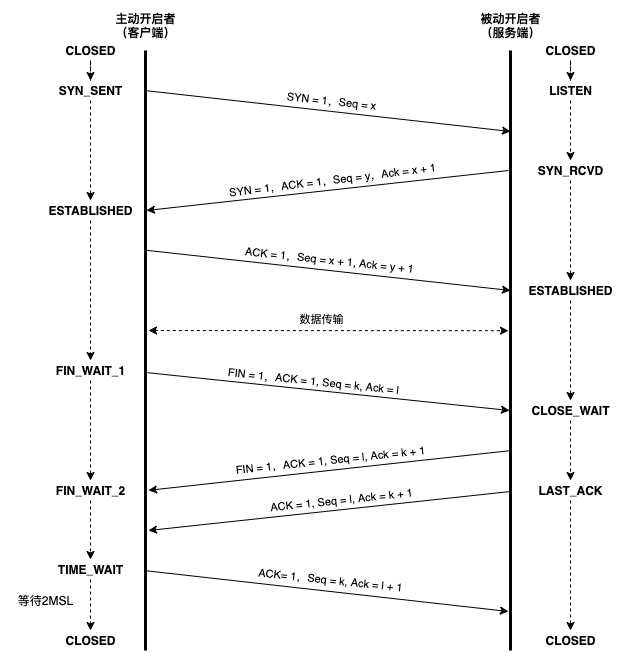 主动开启者
（客户端）
被动开启者
（服务端）
CLOSED
CLOSED
SYN_SENT
LISTEN
SYN = 1， Seq = x
SYN_RCVD
SYN = 1， ACK = 1， Seq = y， Ack = x + 1
ESTABLISHED
ACK = 1， Seq = x + 1, Ack = y + 1
ESTABLISHED
数据传输
FIN_WAIT_1
FIN = 1， ACK = 1, Seq = k, Ack = l
CLOSE_WAIT
FIN = 1， ACK = 1, Seq = l, Ack = k + 1
FIN_WAIT_2
LAST_ACK
ACK = 1, Seq = l, Ack = k + 1
TIME_WAIT
ACK= 1， Seq = k, Ack = l + 1
等待2MSL
CLOSED
CLOSED